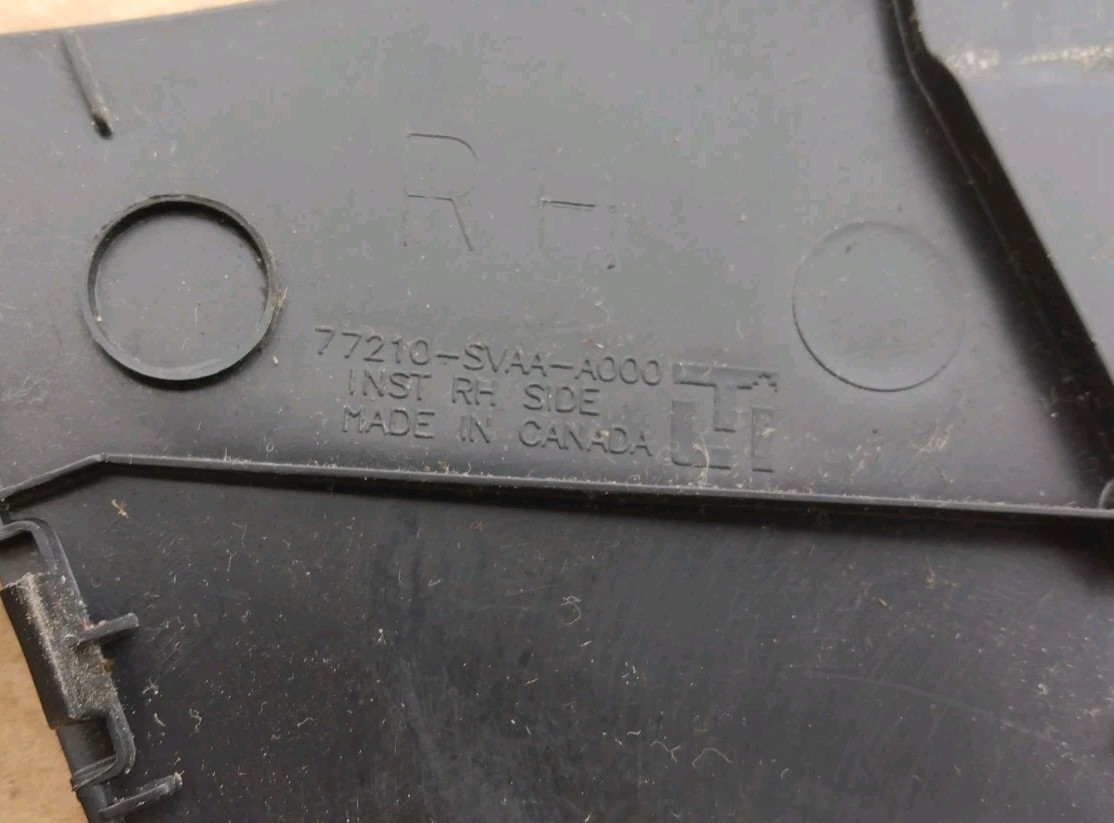 RH
77210-SVAA-A000
INST RH SIDE
MADE IN CANADA